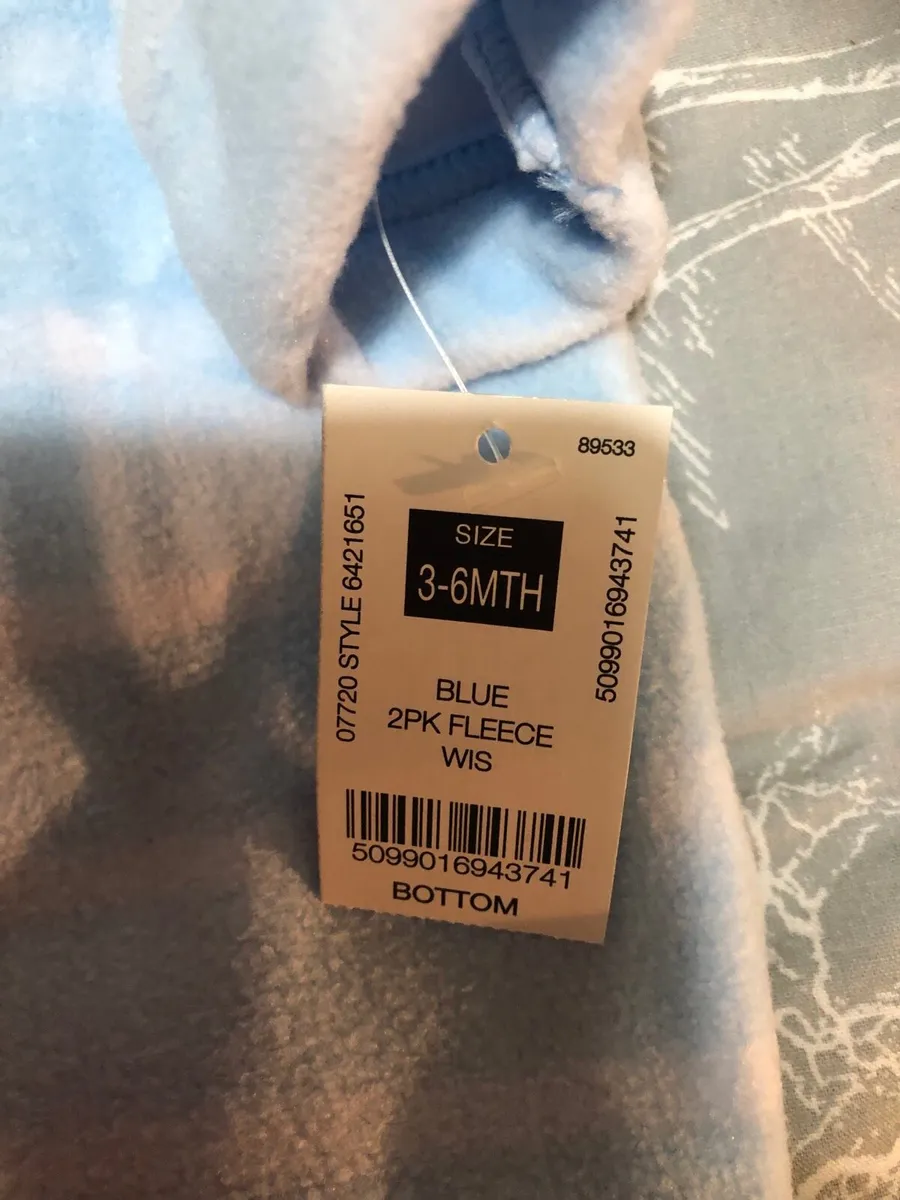 89533
SIZE
3-6MTH
07720 STYLE 6421651
5099016943741
BLUE
2PK FLEECE
WIS
5099016943741
BOTTOM